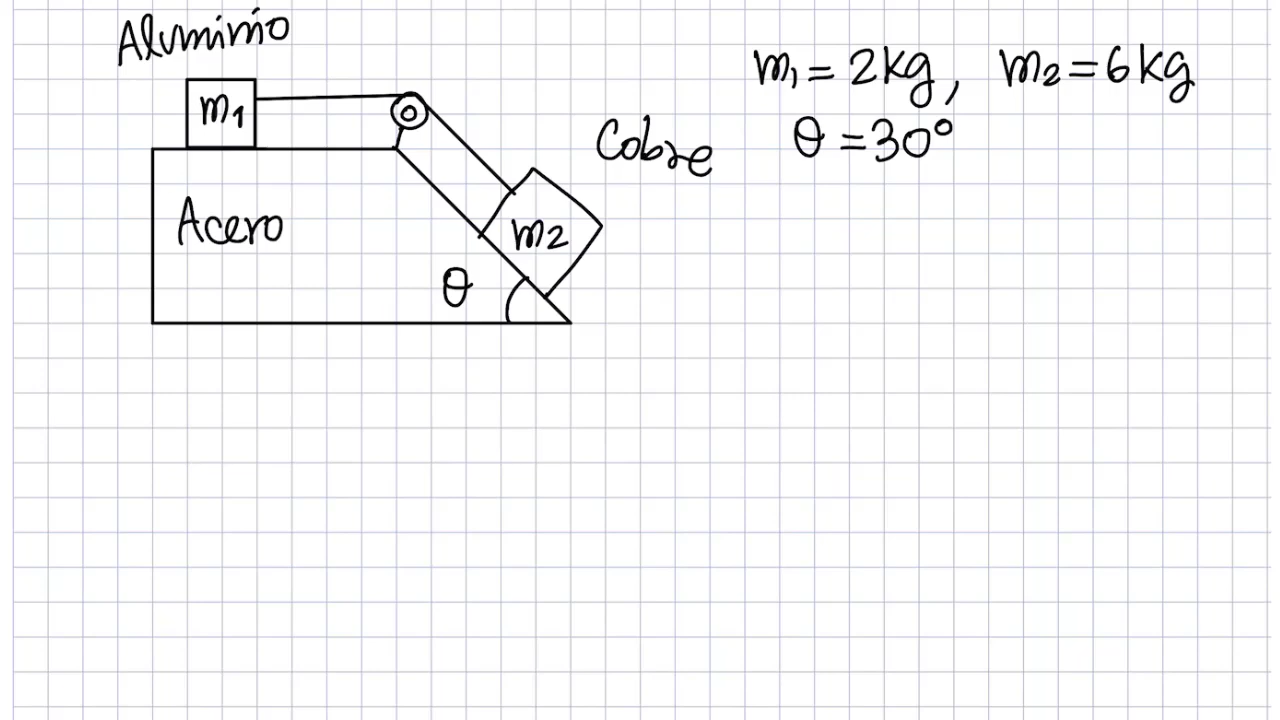 Aluminio
m1
m1 = 2kg, m2 = 6kg
Cobre
θ = 30°
Acero
m2
θ